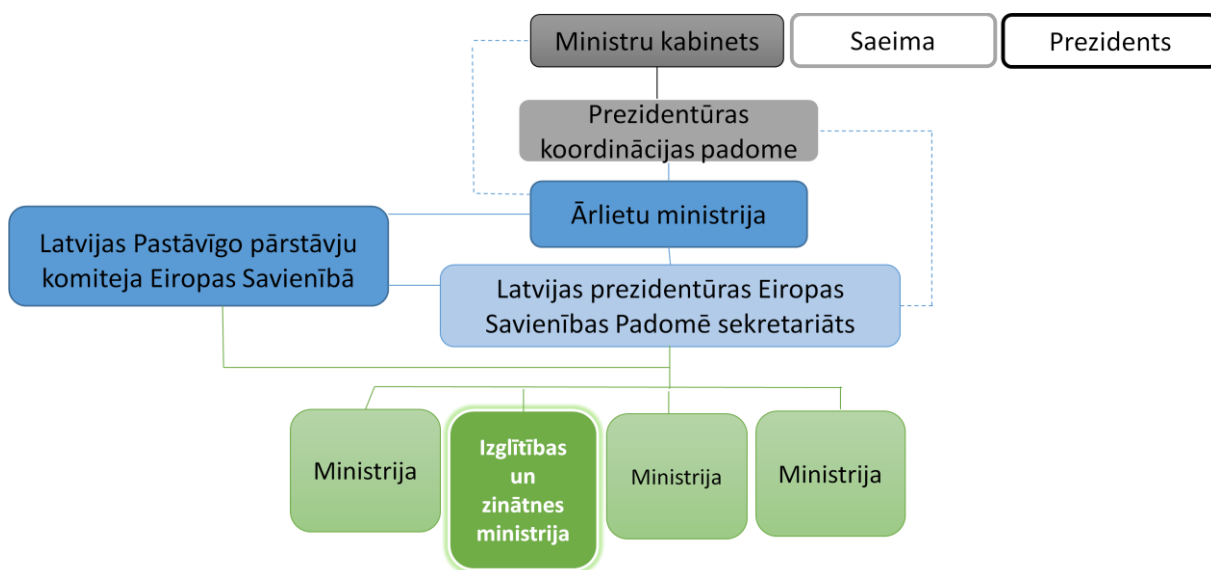 Ministru kabinets
Saeima
Prezidents
Prezidentūras
koordinācijas padome
Ārlietu ministrija
Latvijas Pastāvīgo pārstāvju
komiteja Eiropas Savienībā
Latvijas prezidentūras Eiropas
Savienības Padomē sekretariāts
Ministrija
Izglītības
un
zinātnes
ministrija
Ministrija
Ministrija